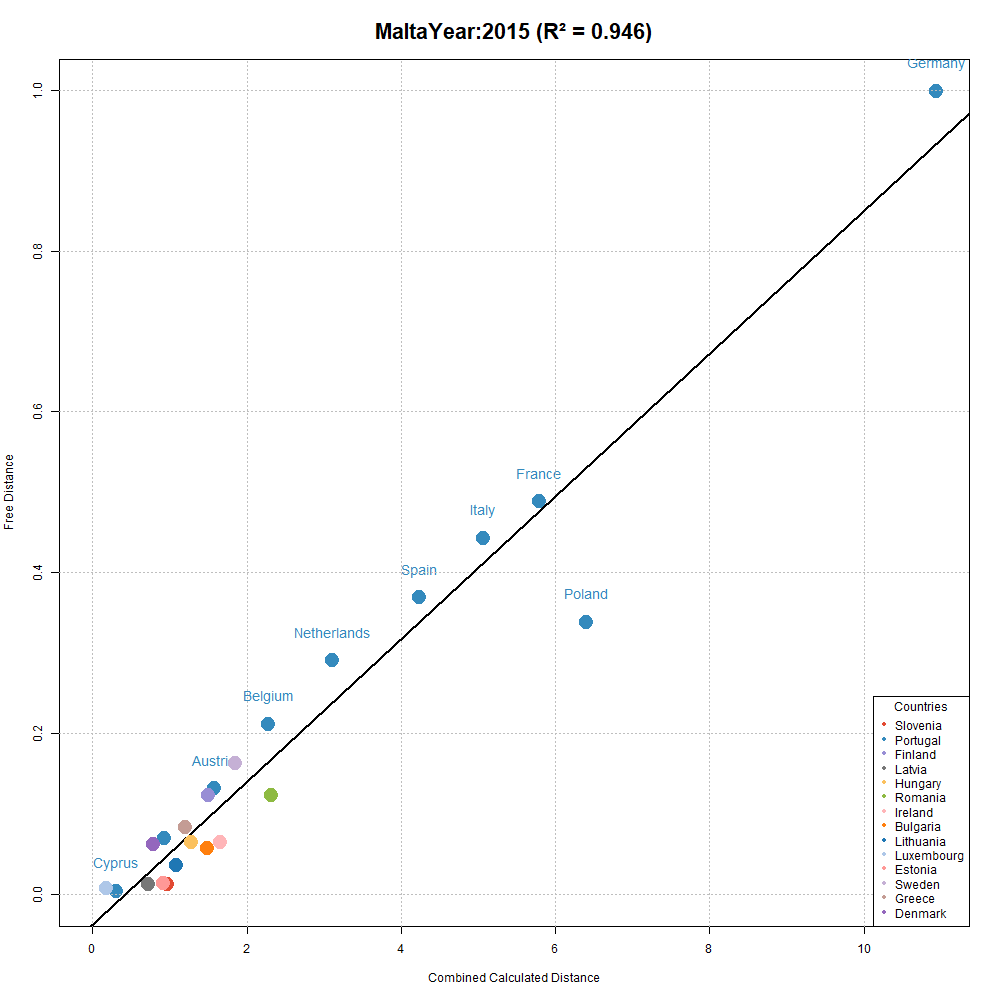 MaltaYear:2015 (R² = 0.946)
Germany
1.0
0.8
0.6
France
Italy
Free Distance
Spain
0.4
Poland
Netherlands
Belgium
0.2
Austri
Cyprus
0.0
Countries
Slovenia
Portugal
Finland
Latvia
Hungary
Romania
Ireland
Bulgaria
Lithuania
Luxembourg
Estonia
Sweden
Greece
Denmark
0 2 4 6 8 10
Combined Calculated Distance